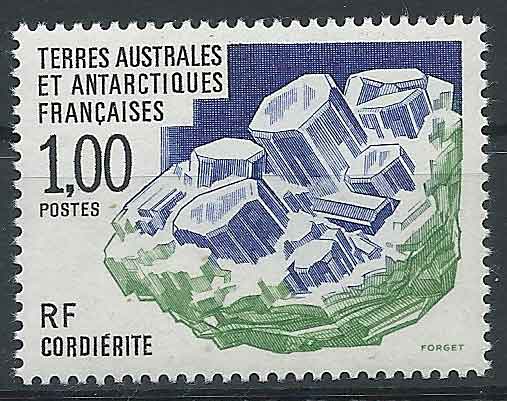 TERRES AUSTRALES
ET ANTARCTIQUES
FRANÇAISES
1,00
POSTES
RF
CORDIÉRITE
FORGET